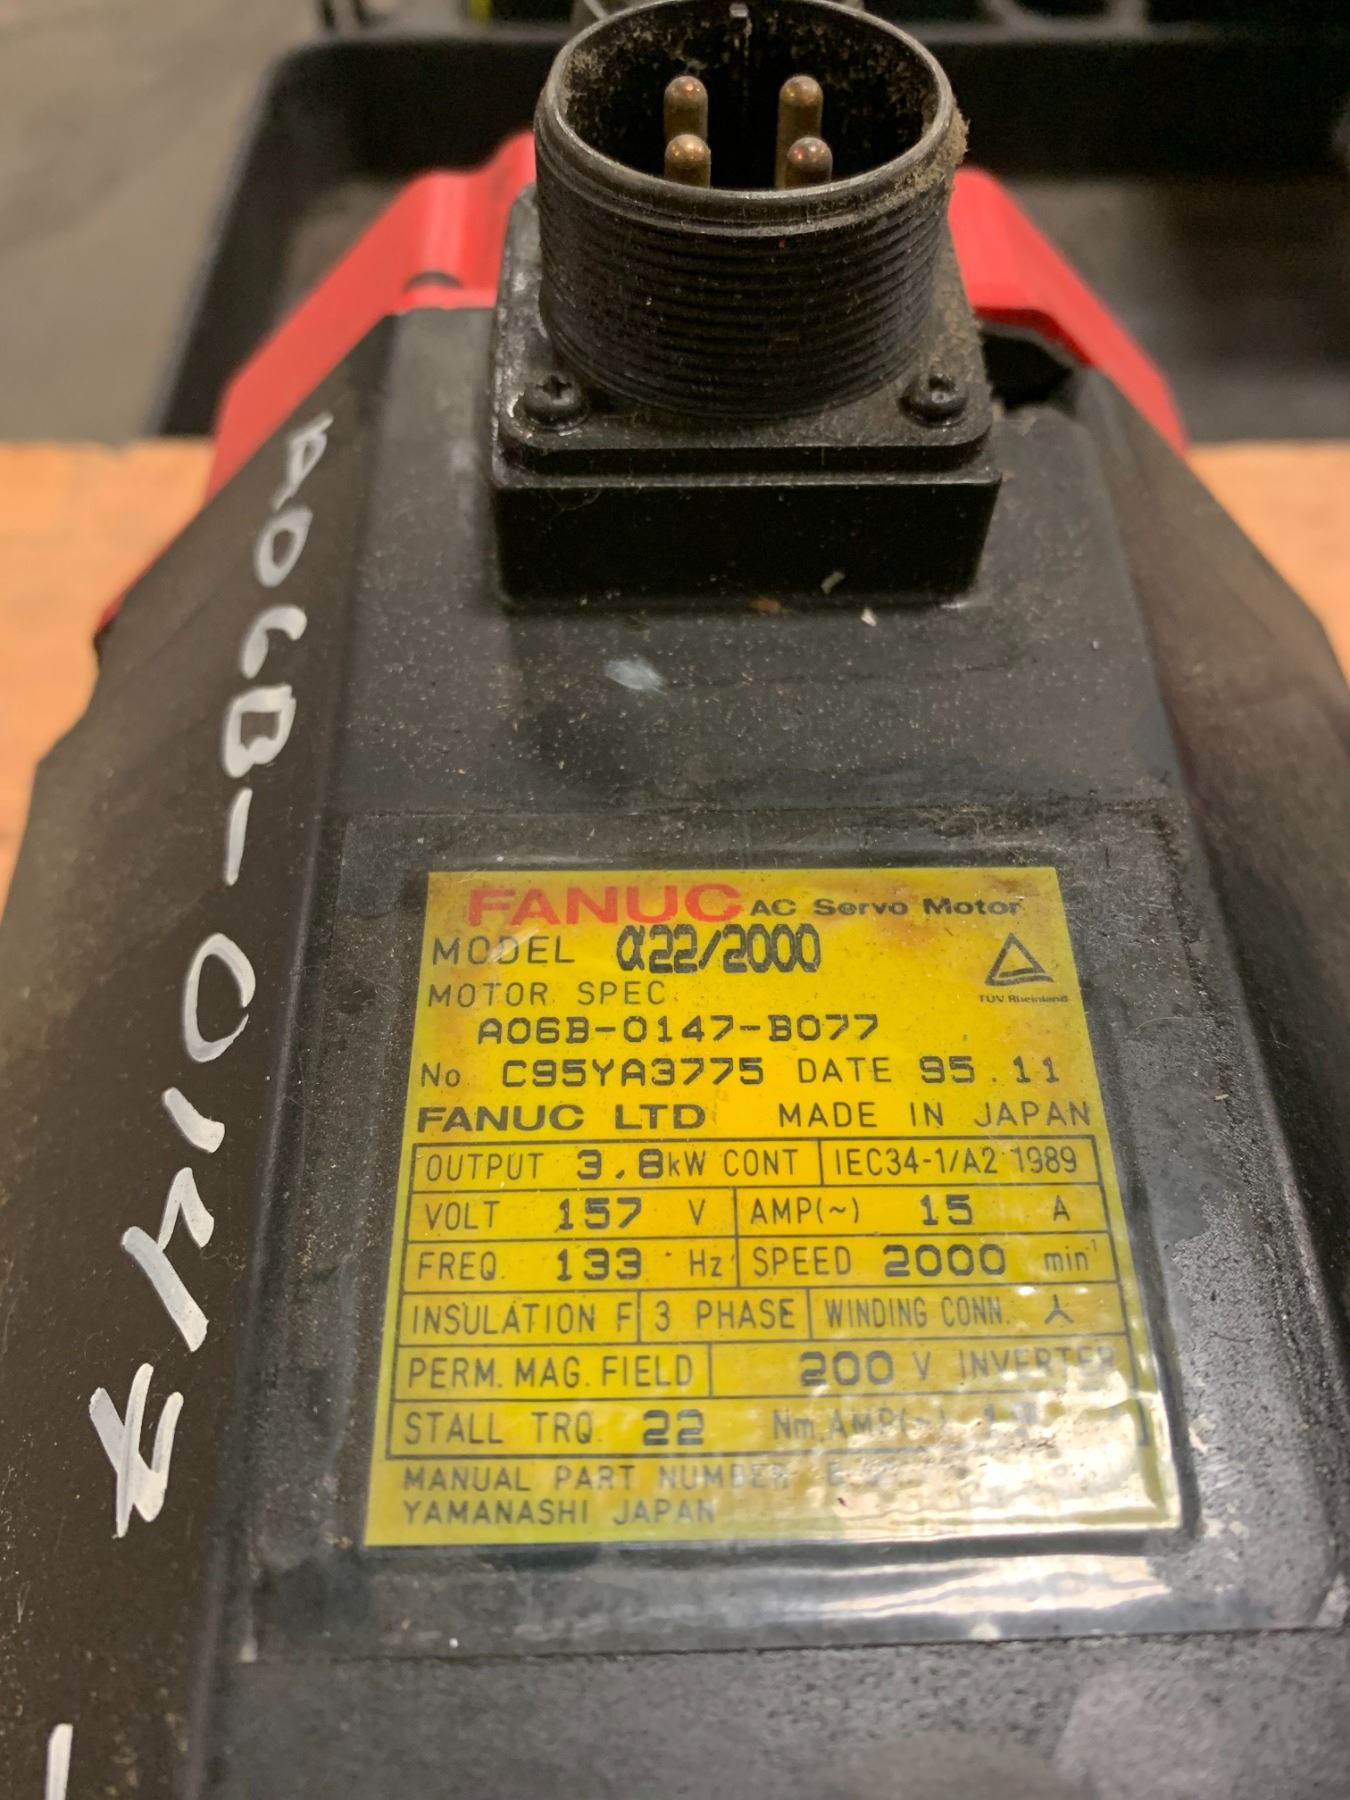 A06B-0147-
FANUC AC Servo Motor
MODEL α22/2000
TÜV Rheinland
MOTOR SPEC.
A06B-0147-B077
No C95YA3775 DATE 95.11
FANUC LTD MADE IN JAPAN
OUTPUT 3.8kW CONT IEC34-1/A2 1989
VOLT 157 V AMP(~) 15 A
FREQ. 133 Hz SPEED 2000 min⁻¹
INSULATION F 3 PHASE WINDING CONN.
PERM. MAG. FIELD 200 V INVERTER
STALL TRQ. 22 Nm. AMP(~)
MANUAL PART NUMBER
YAMANASHI JAPAN